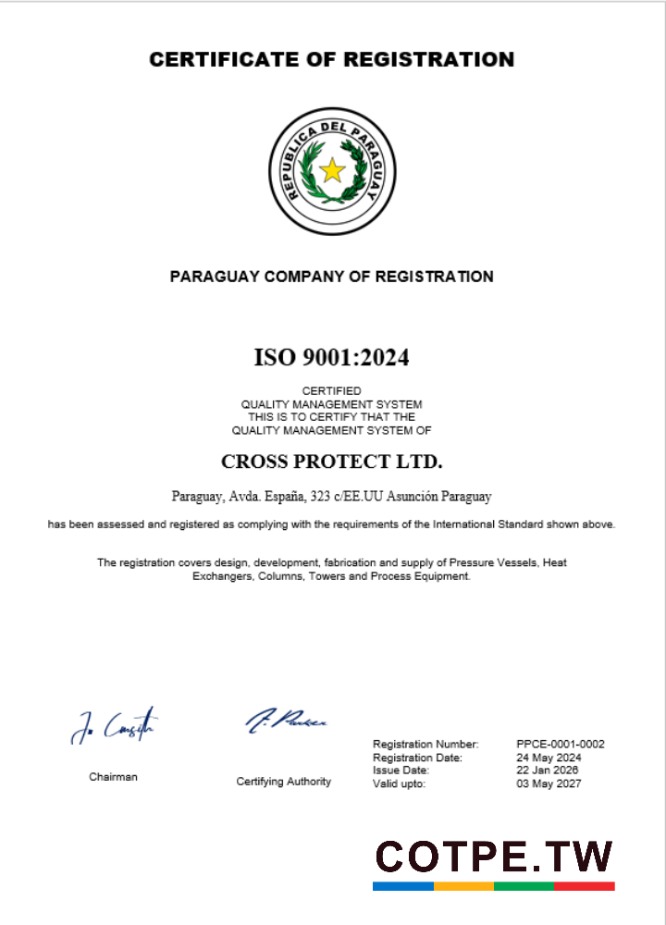 CERTIFICATE OF REGISTRATION
REPUBLICA DEL PARAGUAY
PARAGUAY COMPANY OF REGISTRATION
ISO 9001:2024
CERTIFIED
QUALITY MANAGEMENT SYSTEM
THIS IS TO CERTIFY THAT THE
QUALITY MANAGEMENT SYSTEM OF
CROSS PROTECT LTD.
Paraguay, Avda. España, 323 c/EE.UU Asunción Paraguay
has been assessed and registered as complying with the requirements of the International Standard shown above.
The registration covers design, development, fabrication and supply of Pressure Vessels, Heat
Exchangers, Columns, Towers and Process Equipment.
Chairman
Certifying Authority
Registration Number: PPCE-0001-0002
Registration Date: 24 May 2024
Issue Date: 22 Jan 2026
Valid upto: 03 May 2027
COTPE.TW